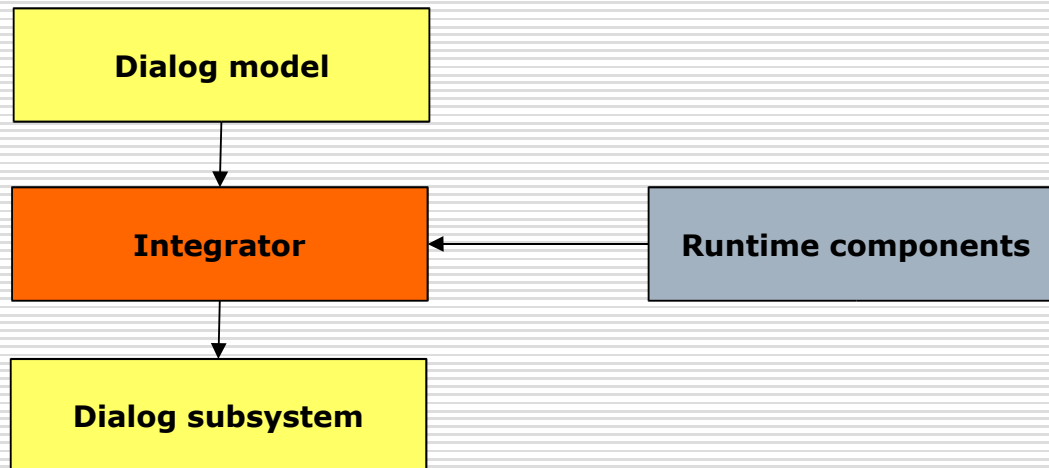 Dialog model
Integrator
Runtime components
Dialog subsystem